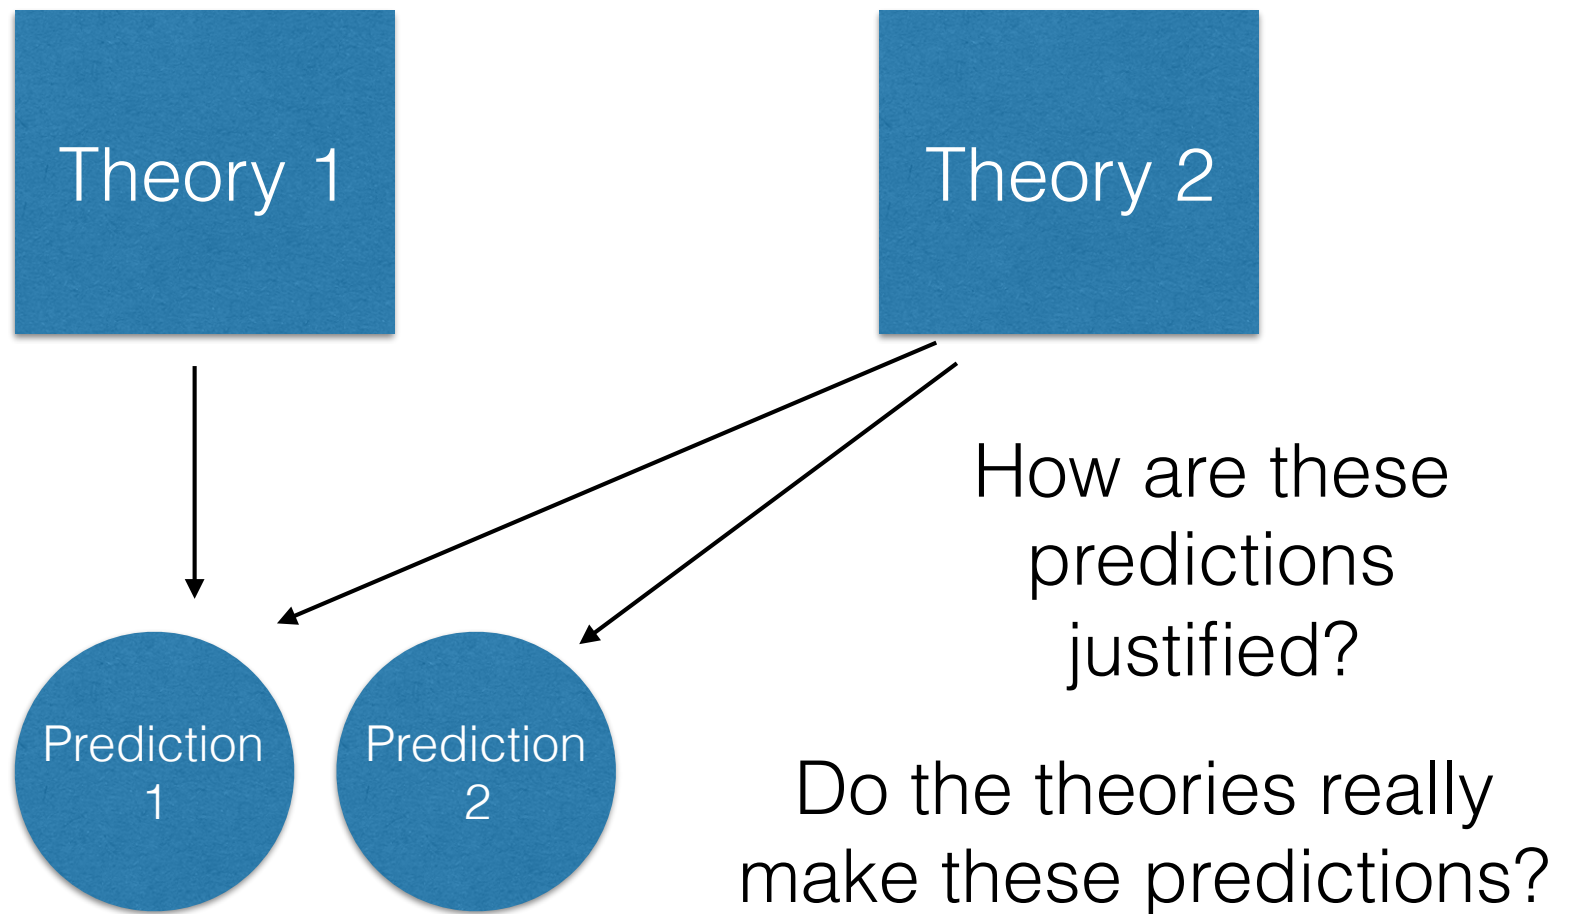 Theory 1
Theory 2
How are these
predictions
justified?
Prediction
1
Prediction
2
Do the theories really
make these predictions?